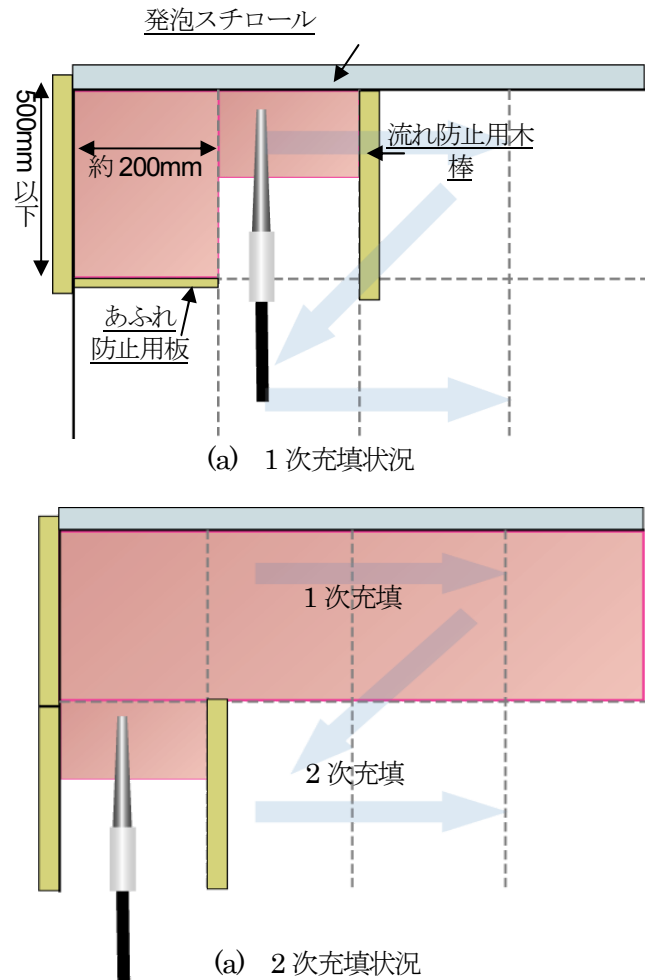 発泡スチロール
500mm
以下
約 200mm
流れ防止用木
棒
あふれ
防止用板
(a) 1 次充填状況
1 次充填
2 次充填
(a) 2 次充填状況